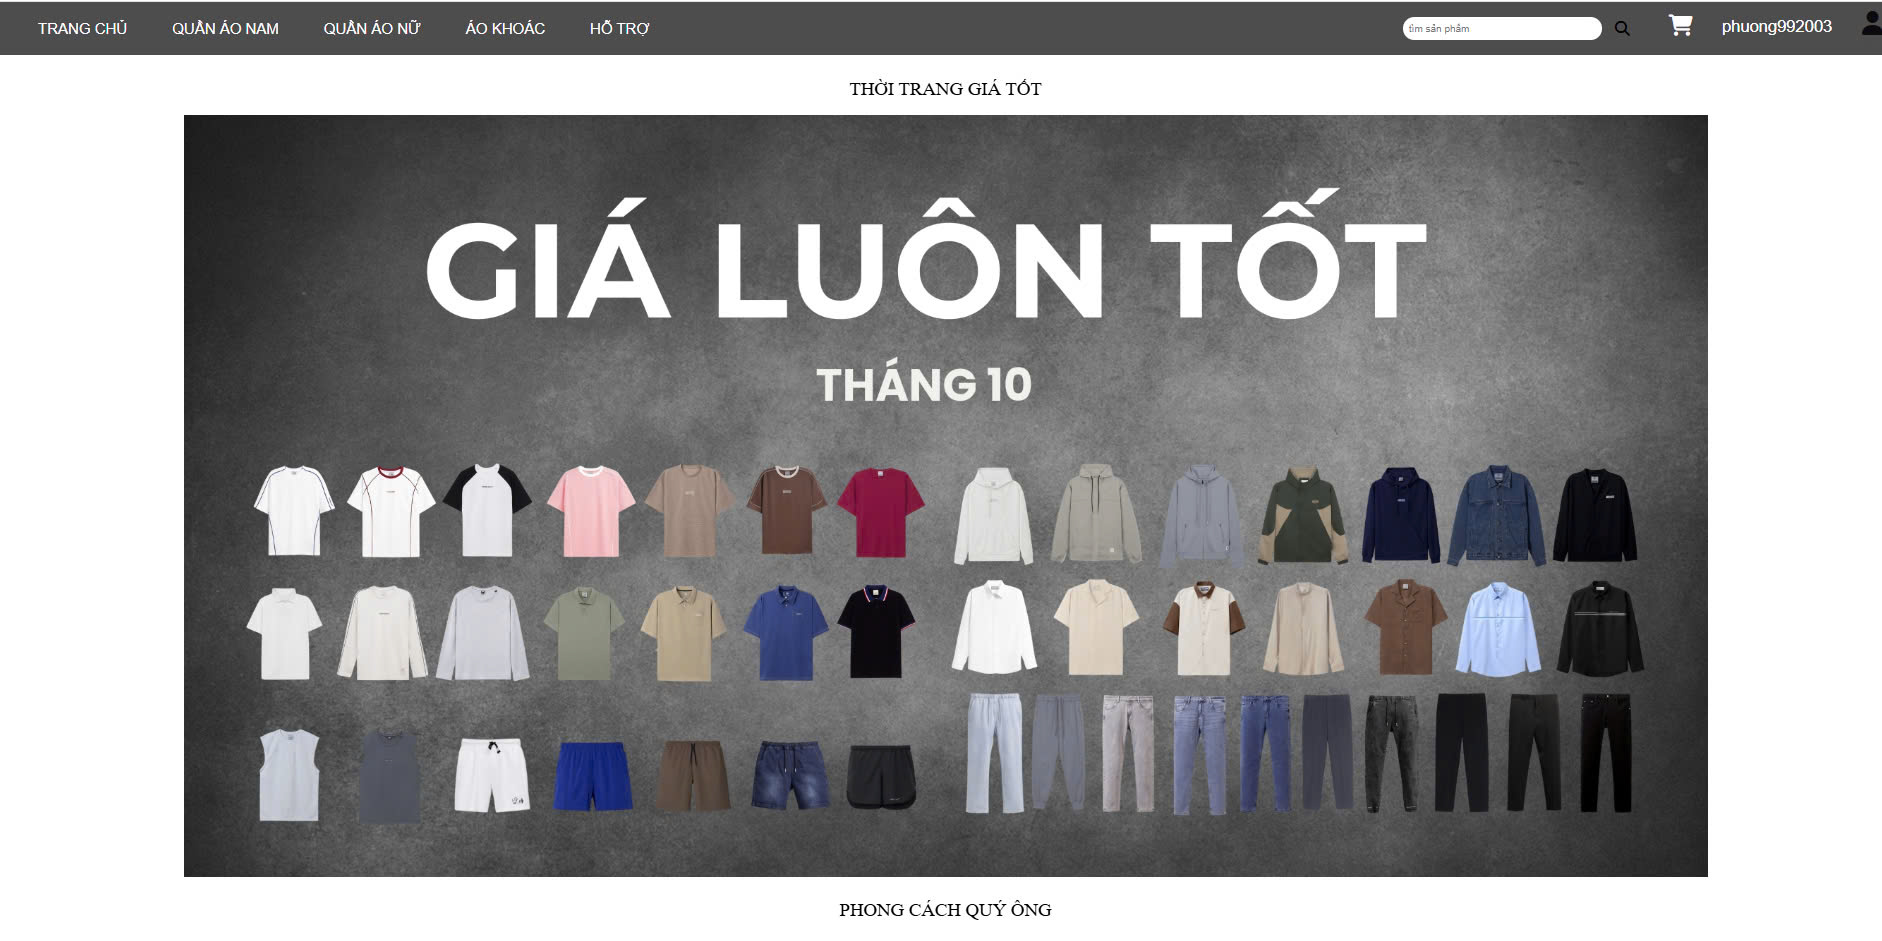 TRANG CHỦ QUẦN ÁO NAM QUẦN ÁO NỮ ÁO KHOÁC HỖ TRỢ tìm sản phẩm phuong992003
THỜI TRANG GIÁ TỐT
GIÁ LUÔN TỐT
THÁNG 10
PHONG CÁCH QUÝ ÔNG